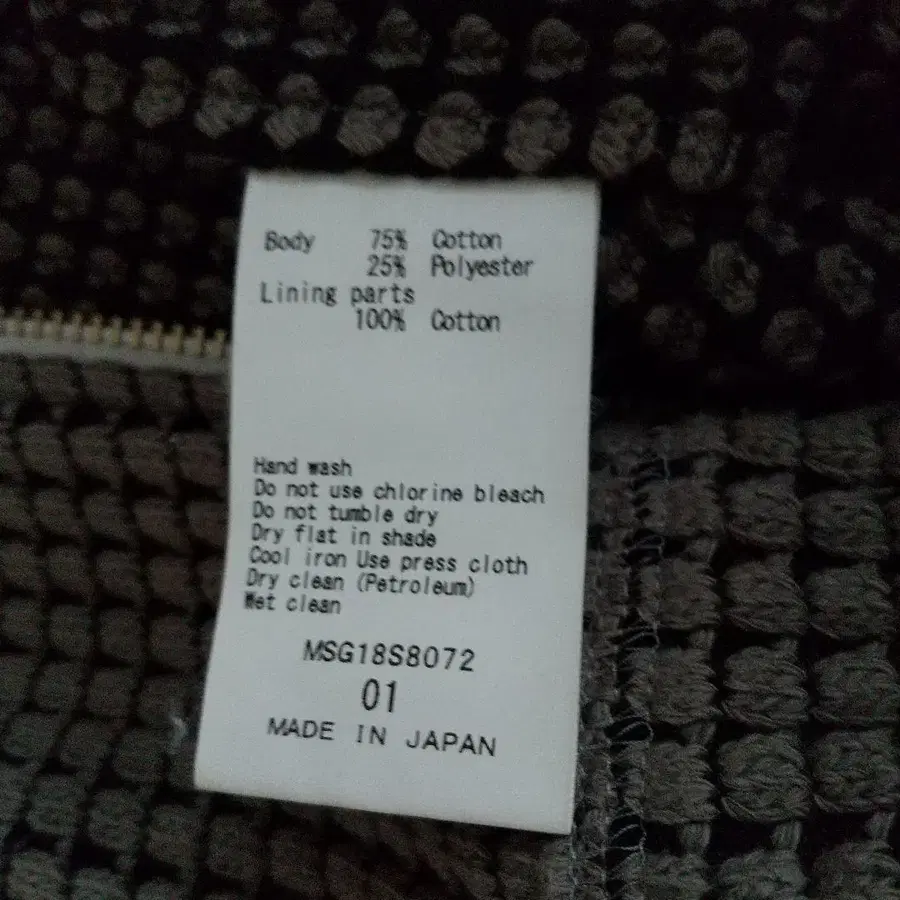 Body 75% Cotton
25% Polyester
Lining parts
100% Cotton
Hand wash
Do not use chlorine bleach
Do not tumble dry
Dry flat in shade
Cool iron Use press cloth
Dry clean (Petroleum)
Wet clean
MSG18S8072
01
MADE IN JAPAN